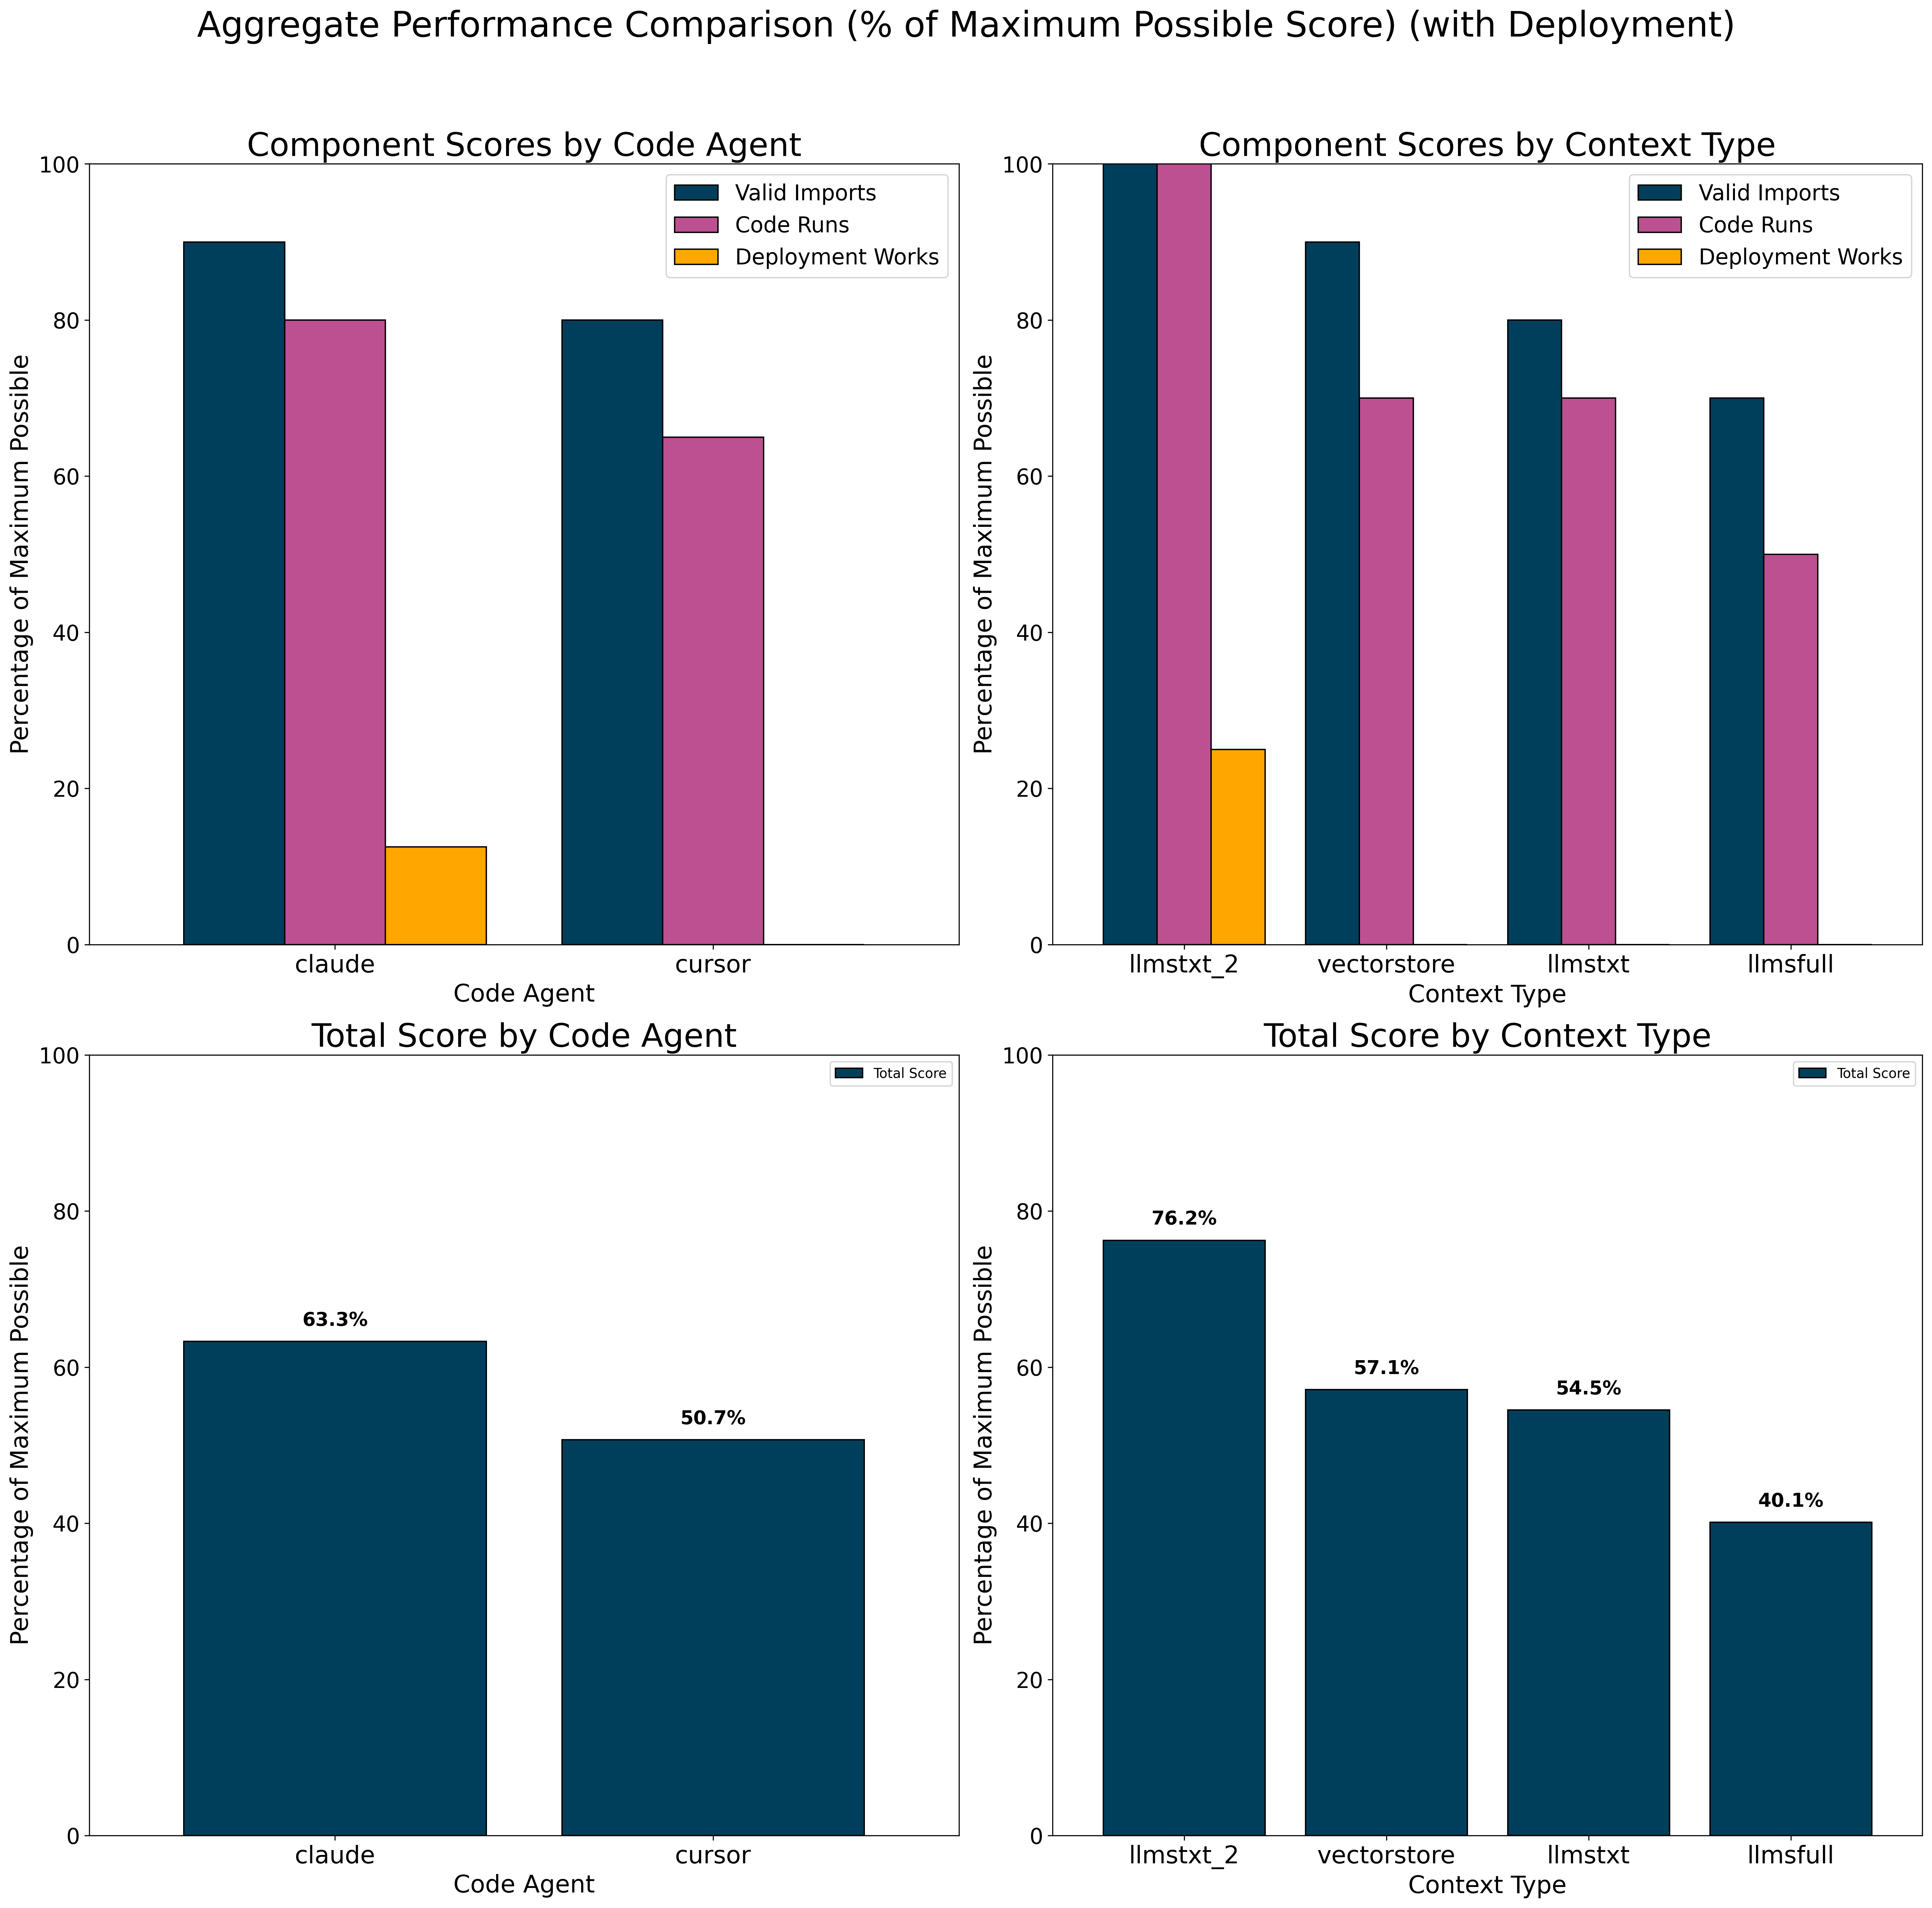 Aggregate Performance Comparison (% of Maximum Possible Score) (with Deployment)
Component Scores by Code Agent
100
80
60
40
20
0
Percentage of Maximum Possible
Valid Imports
Code Runs
Deployment Works
claude
cursor
Code Agent
Component Scores by Context Type
100
80
60
40
20
0
Percentage of Maximum Possible
Valid Imports
Code Runs
Deployment Works
llmstxt_2
vectorstore
llmstxt
llmsfull
Context Type
Total Score by Code Agent
100
80
60
40
20
0
Percentage of Maximum Possible
Total Score
63.3%
50.7%
claude
cursor
Code Agent
Total Score by Context Type
100
80
60
40
20
0
Percentage of Maximum Possible
Total Score
76.2%
57.1%
54.5%
40.1%
llmstxt_2
vectorstore
llmstxt
llmsfull
Context Type